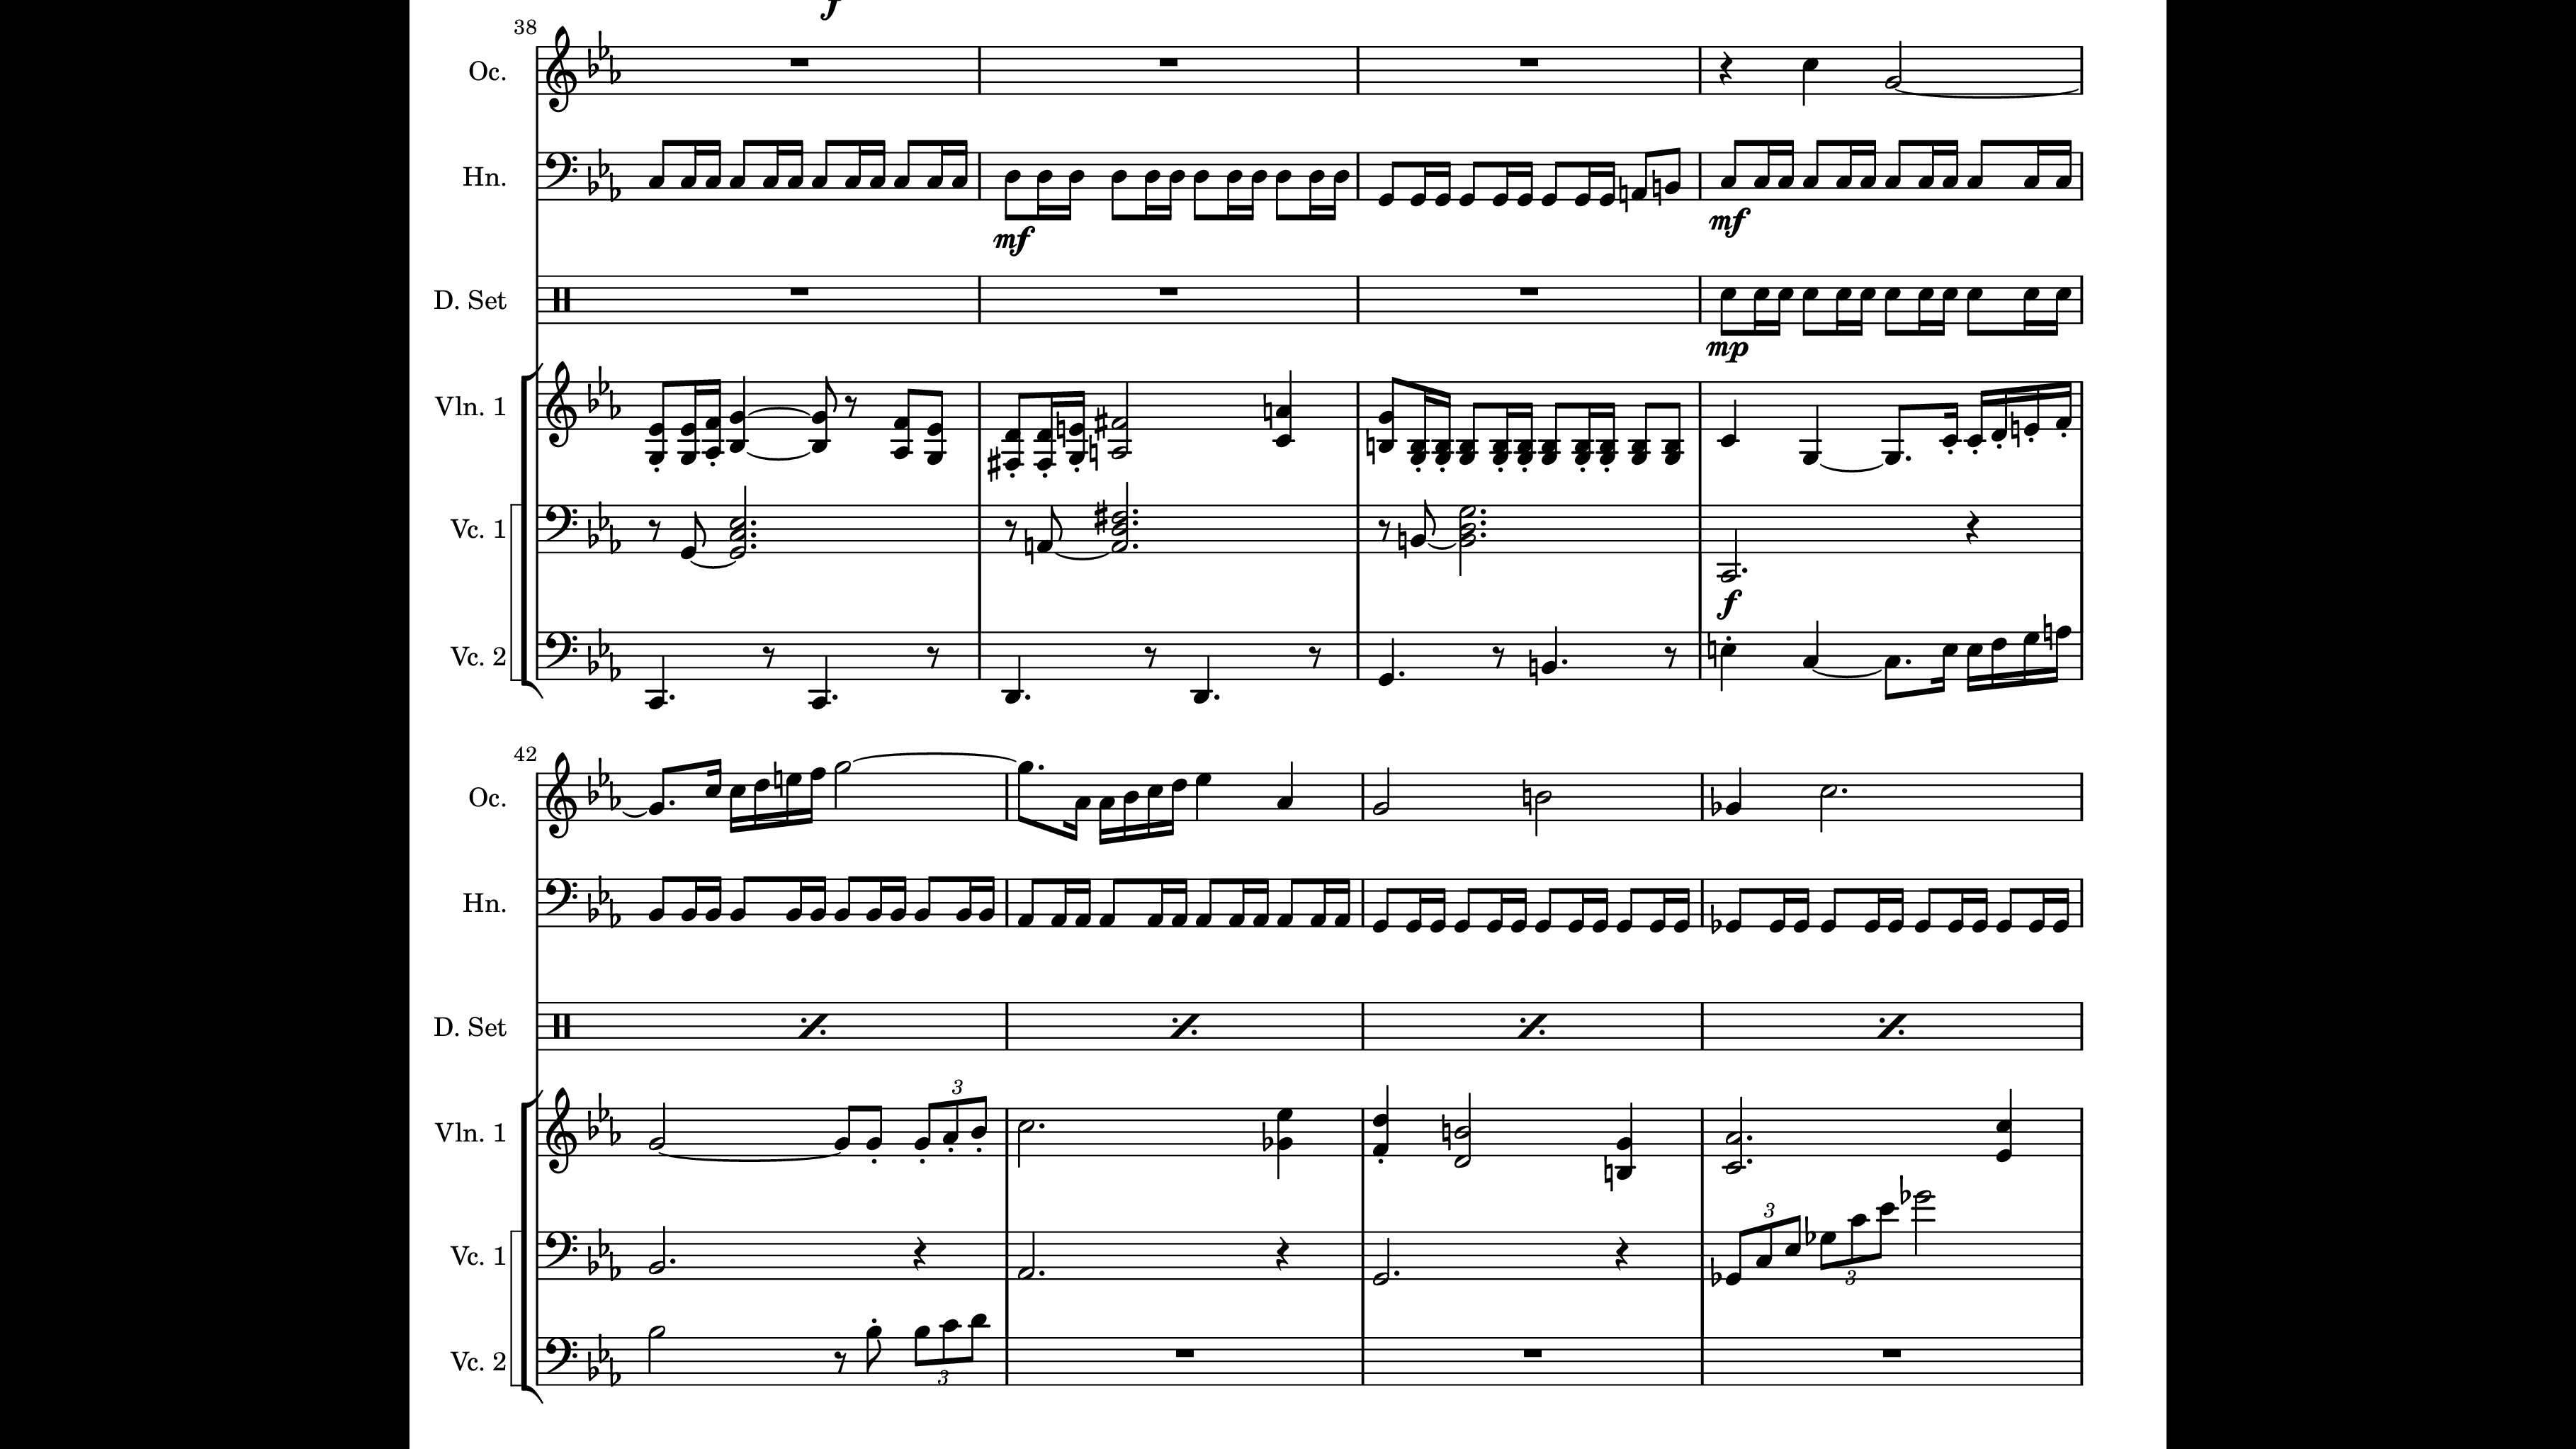 f
38
Oc.
Hn.
mf
mf
D. Set
mp
Vln. 1
Vc. 1
f
Vc. 2
42
Oc.
Hn.
D. Set
3
Vln. 1
3
Vc. 1
3
Vc. 2
3